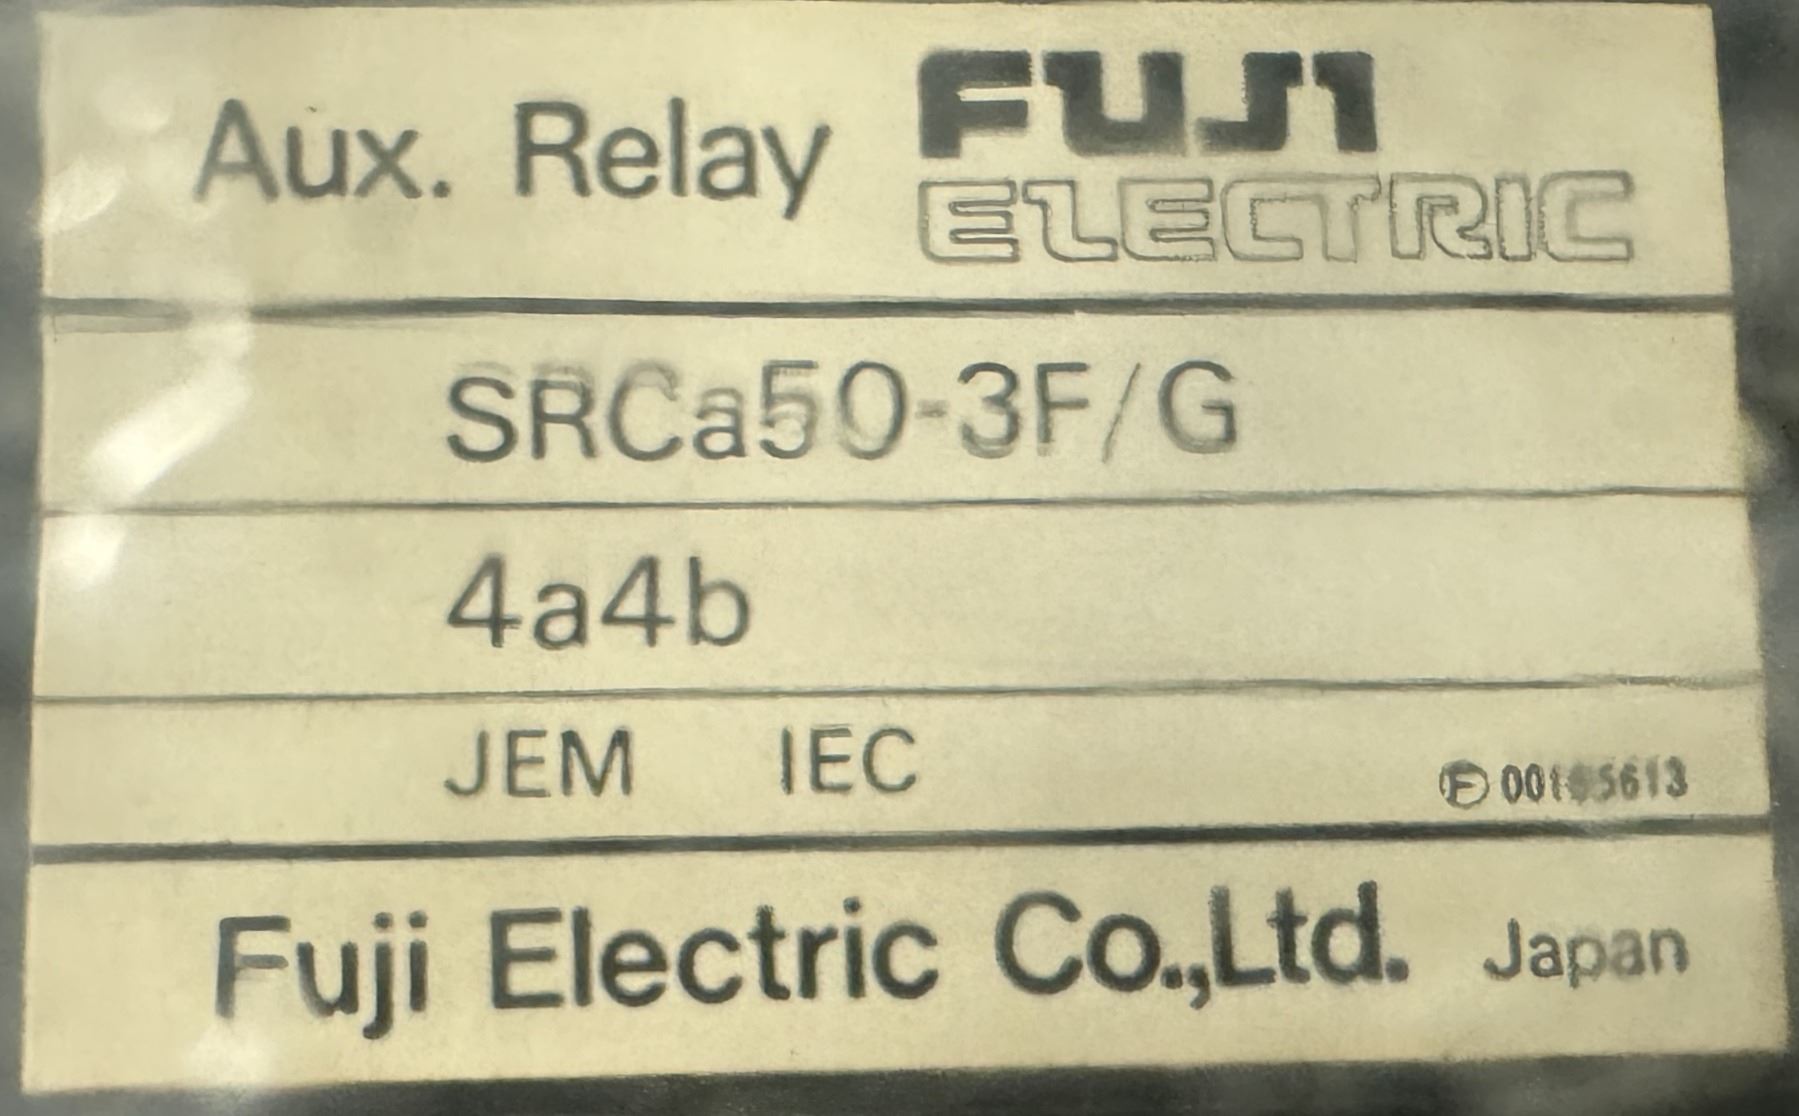 Aux. Relay FUJI ELECTRIC
SRCa50-3F/G
4a4b
JEM IEC
Fuji Electric Co.,Ltd. Japan